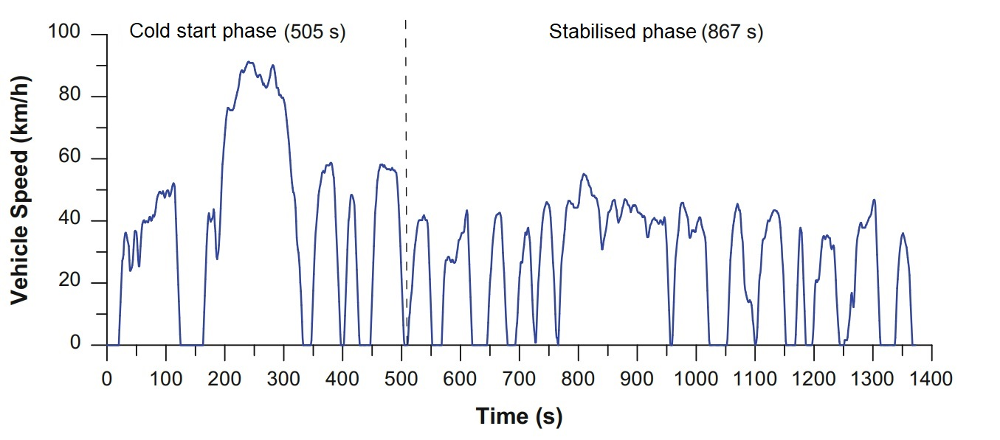 Cold start phase (505 s)
Stabilised phase (867 s)
Vehicle Speed (km/h)
100
80
60
40
20
0
0 100 200 300 400 500 600 700 800 900 1000 1100 1200 1300 1400
Time (s)